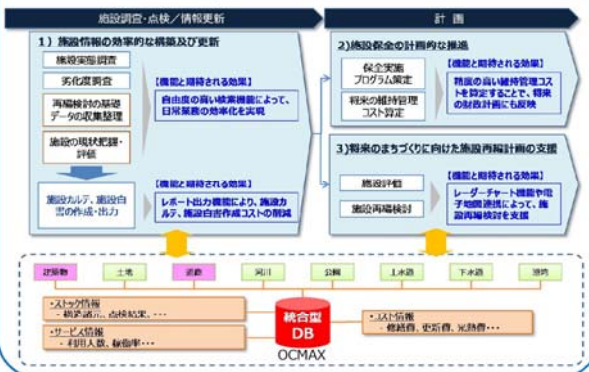 施設調査・点検／情報更新
計 画
1）施設情報の効率的な構築及び更新
施設実態調査
劣化度調査
再編検討の基礎
データの収集整理
施設の現状把握・
評価
施設カルテ、施設白
書の作成・出力
【機能と期待される効果】
自由度の高い検索機能によって、
日常業務の効率化を実現
【機能と期待される効果】
レポート出力機能により、施設カ
ルテ、施設白書作成コストの削減
2)施設保全の計画的な推進
保全実施
プログラム策定
将来の維持管理
コスト算定
【機能と期待される効果】
精度の高い維持管理コス
トを算定することで、将来
の財政計画にも反映
3)将来のまちづくりに向けた施設再編計画の支援
施設評価
施設再編検討
【機能と期待される効果】
レーダーチャート機能や電
子地図連携によって、施
設再編検討を支援
建築物
土地
道路
河川
公園
上水道
下水道
港湾
・ストック情報
－構造諸元、点検結果、・・・
・サービス情報
－利用人数、稼働率・・・
統合型
DB
OCMAX
・コスト情報
－修繕費、更新費、光熱費・・・